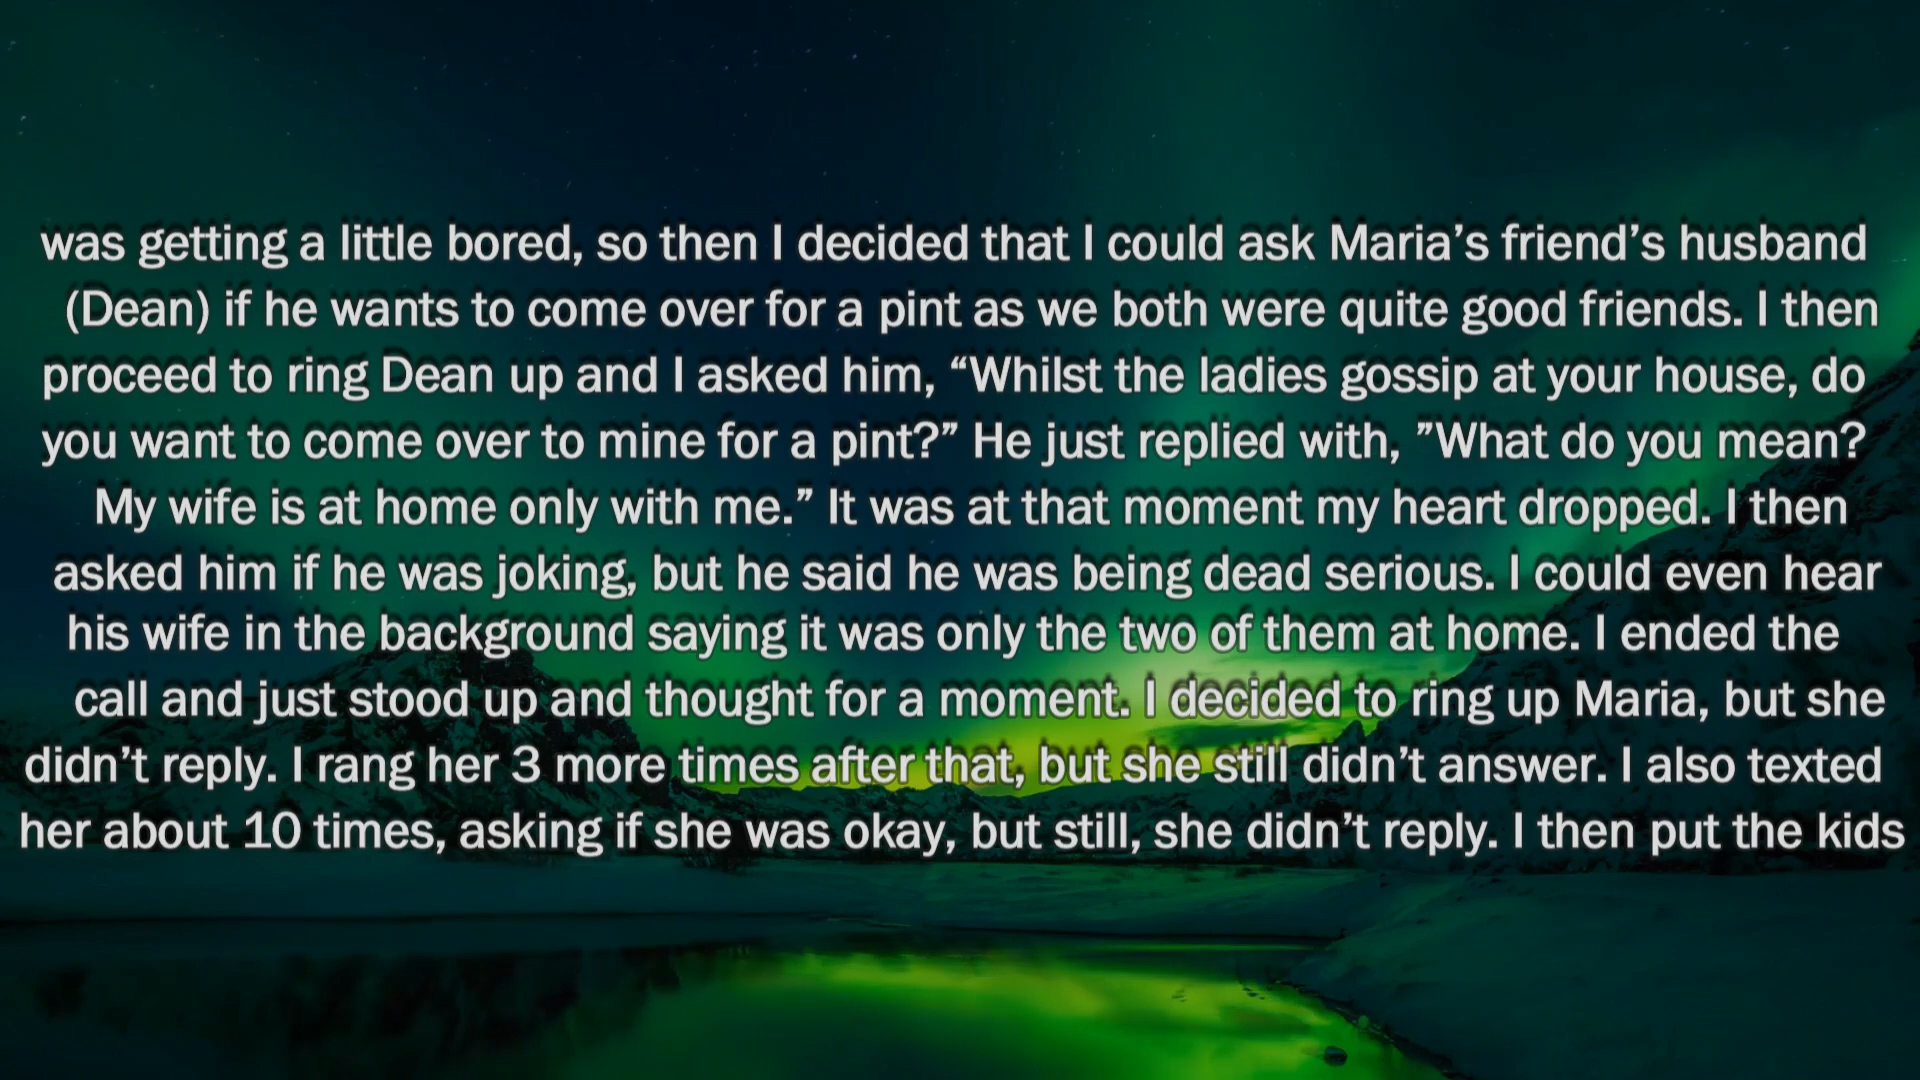 was getting a little bored, so then I decided that I could ask Maria’s friend’s husband
(Dean) if he wants to come over for a pint as we both were quite good friends. I then
proceed to ring Dean up and I asked him, “Whilst the ladies gossip at your house, do
you want to come over to mine for a pint?” He just replied with, ”What do you mean?
My wife is at home only with me.” It was at that moment my heart dropped. I then
asked him if he was joking, but he said he was being dead serious. I could even hear
his wife in the background saying it was only the two of them at home. I ended the
call and just stood up and thought for a moment. I decided to ring up Maria, but she
didn’t reply. I rang her 3 more times after that, but she still didn’t answer. I also texted
her about 10 times, asking if she was okay, but still, she didn’t reply. I then put the kids